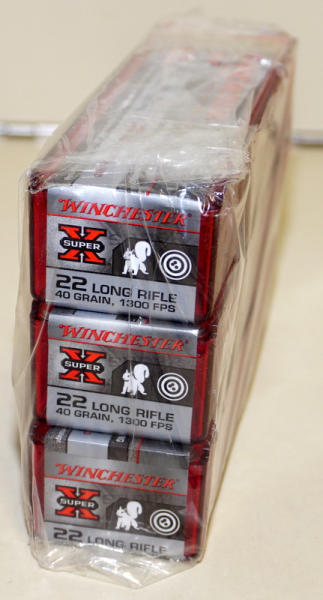 WINCHESTER
SUPER X
22 LONG RIFLE
40 GRAIN, 1300 FPS
WINCHESTER
SUPER X
22 LONG RIFLE
40 GRAIN, 1300 FPS
WINCHESTER
SUPER X
22 LONG RIFLE